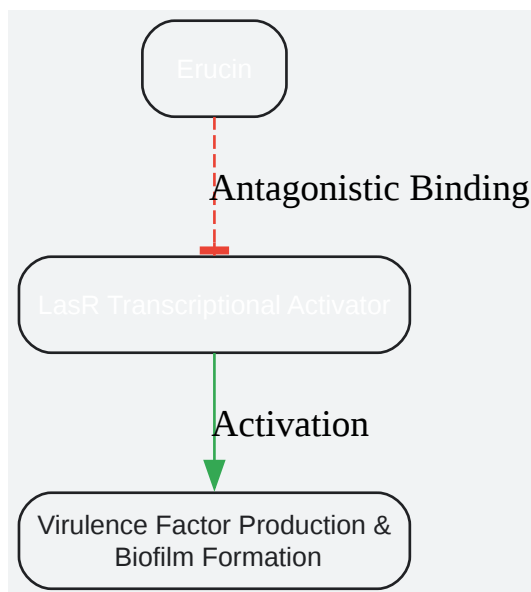 Erucin
Antagonistic Binding
LasR Transcriptional Activator
Activation
Virulence Factor Production &
Biofilm Formation